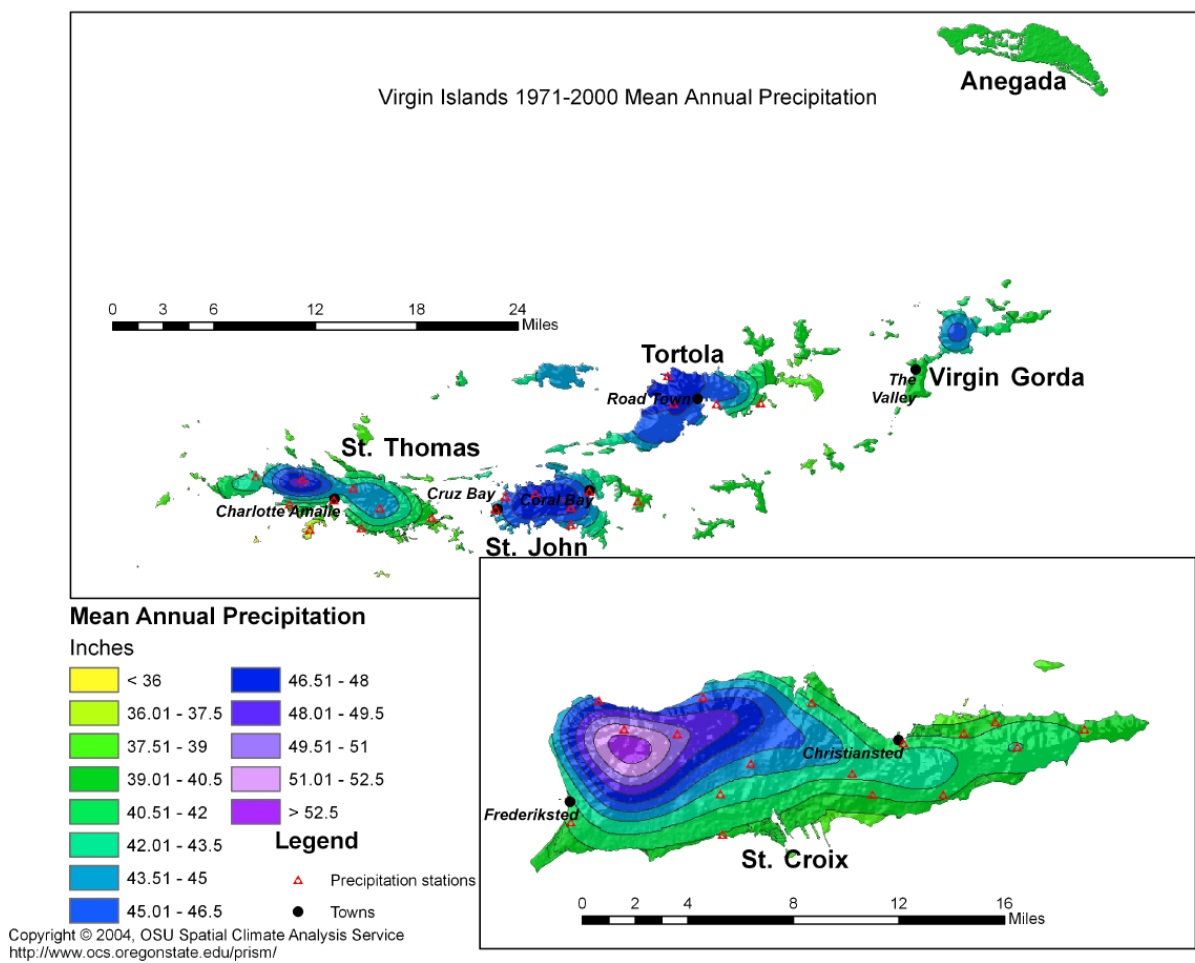 Anegada
Virgin Islands 1971-2000 Mean Annual Precipitation
0 3 6 12 18 24
Miles
Tortola
Road Town
The
Valley
Virgin Gorda
St. Thomas
Charlotte Amalie
Cruz Bay
Coral Bay
St. John
Mean Annual Precipitation
Inches
< 36
36.01 - 37.5
37.51 - 39
39.01 - 40.5
40.51 - 42
42.01 - 43.5
43.51 - 45
45.01 - 46.5
46.51 - 48
48.01 - 49.5
49.51 - 51
51.01 - 52.5
> 52.5
Legend
Precipitation stations
Towns
Christiansted
Frederiksted
St. Croix
0 2 4 8 12 16
Miles
Copyright © 2004, OSU Spatial Climate Analysis Service
http://www.ocs.oregonstate.edu/prism/